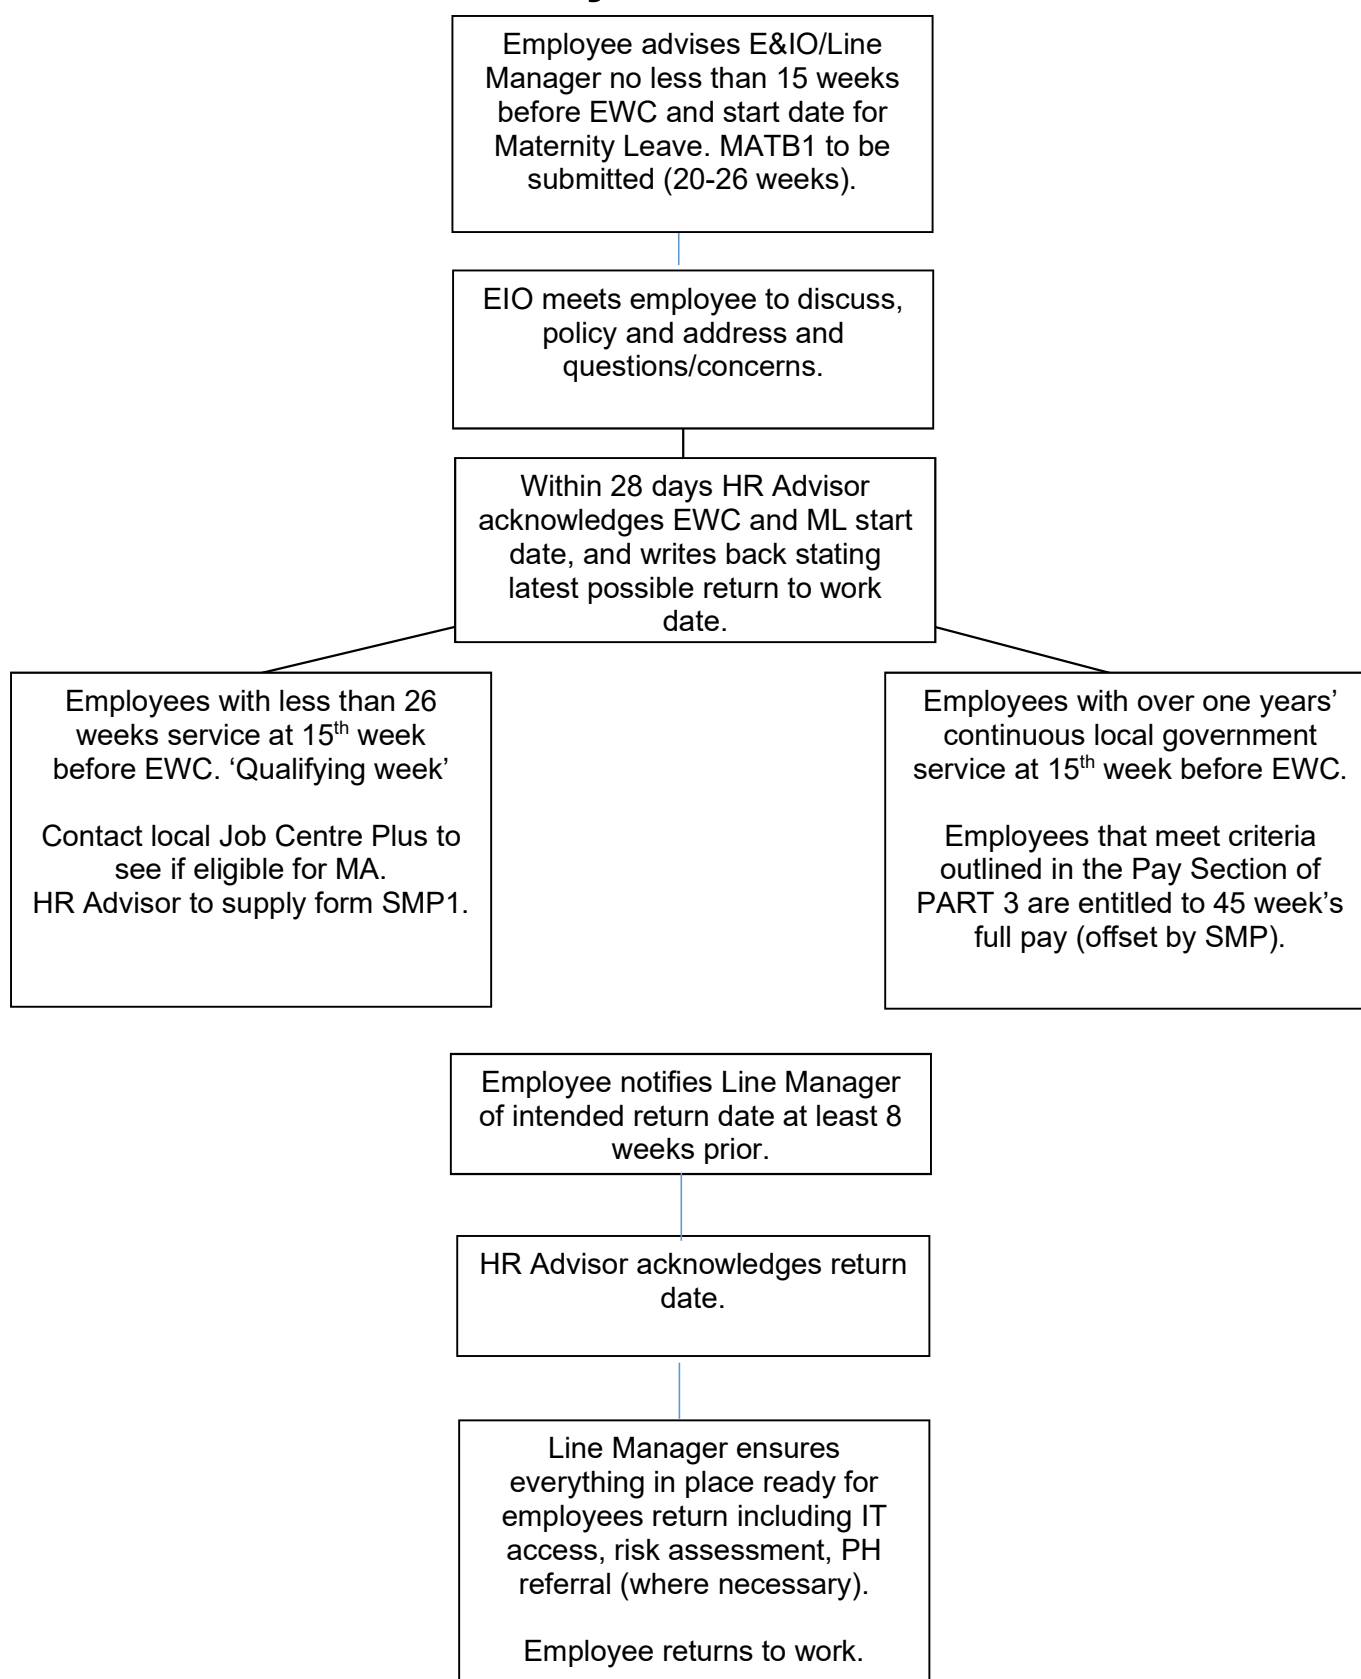 Employee advises E&IO/Line
Manager no less than 15 weeks
before EWC and start date for
Maternity Leave. MATB1 to be
submitted (20-26 weeks).
EIO meets employee to discuss,
policy and address and
questions/concerns.
Within 28 days HR Advisor
acknowledges EWC and ML start
date, and writes back stating
latest possible return to work
date.
Employees with less than 26
weeks service at 15th week
before EWC. ‘Qualifying week’
Contact local Job Centre Plus to
see if eligible for MA.
HR Advisor to supply form SMP1.
Employees with over one years’
continuous local government
service at 15th week before EWC.
Employees that meet criteria
outlined in the Pay Section of
PART 3 are entitled to 45 week’s
full pay (offset by SMP).
Employee notifies Line Manager
of intended return date at least 8
weeks prior.
HR Advisor acknowledges return
date.
Line Manager ensures
everything in place ready for
employees return including IT
access, risk assessment, PH
referral (where necessary).
Employee returns to work.